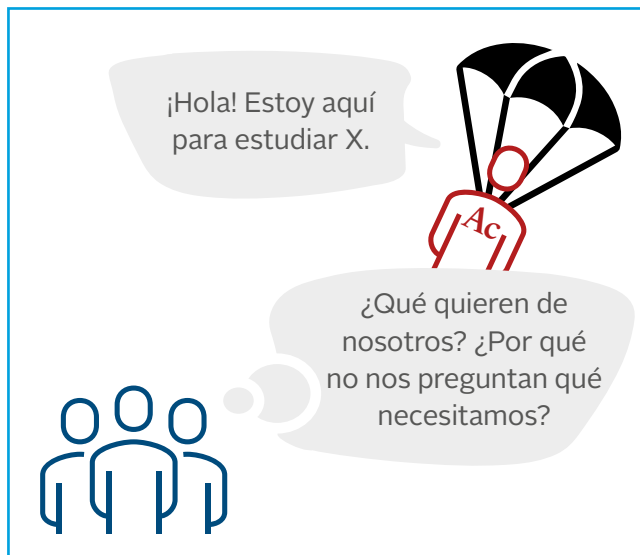 ¡Hola! Estoy aquí
para estudiar X.
Ac
¿Qué quieren de
nosotros? ¿Por qué
no nos preguntan qué
necesitamos?